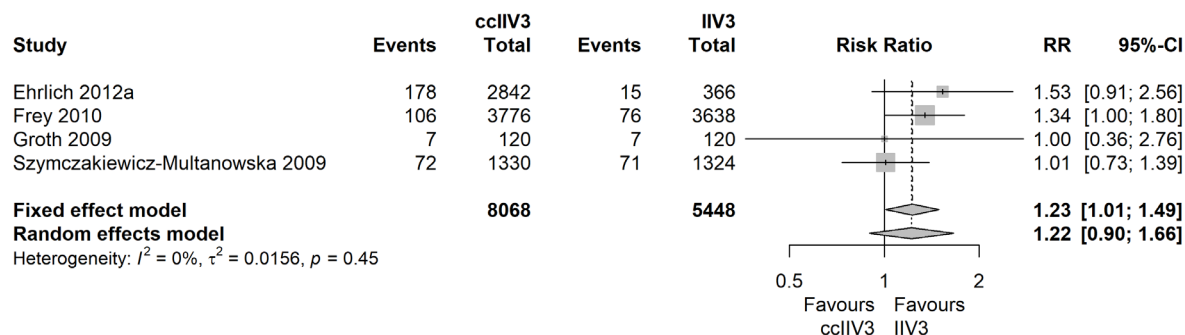 ccIIV3 IIV3
Study Events Total Events Total Risk Ratio RR 95%-CI
Ehrlich 2012a 178 2842 15 366 1.53 [0.91; 2.56]
Frey 2010 106 3776 76 3638 1.34 [1.00; 1.80]
Groth 2009 7 120 7 120 1.00 [0.36; 2.76]
Szymczakiewicz-Multanowska 2009 72 1330 71 1324 1.01 [0.73; 1.39]
Fixed effect model 8068 5448 1.23 [1.01; 1.49]
Random effects model 1.22 [0.90; 1.66]
Heterogeneity: I² = 0%, τ² = 0.0156, p = 0.45
0.5 1 2
Favours Favours
ccIIV3 IIV3